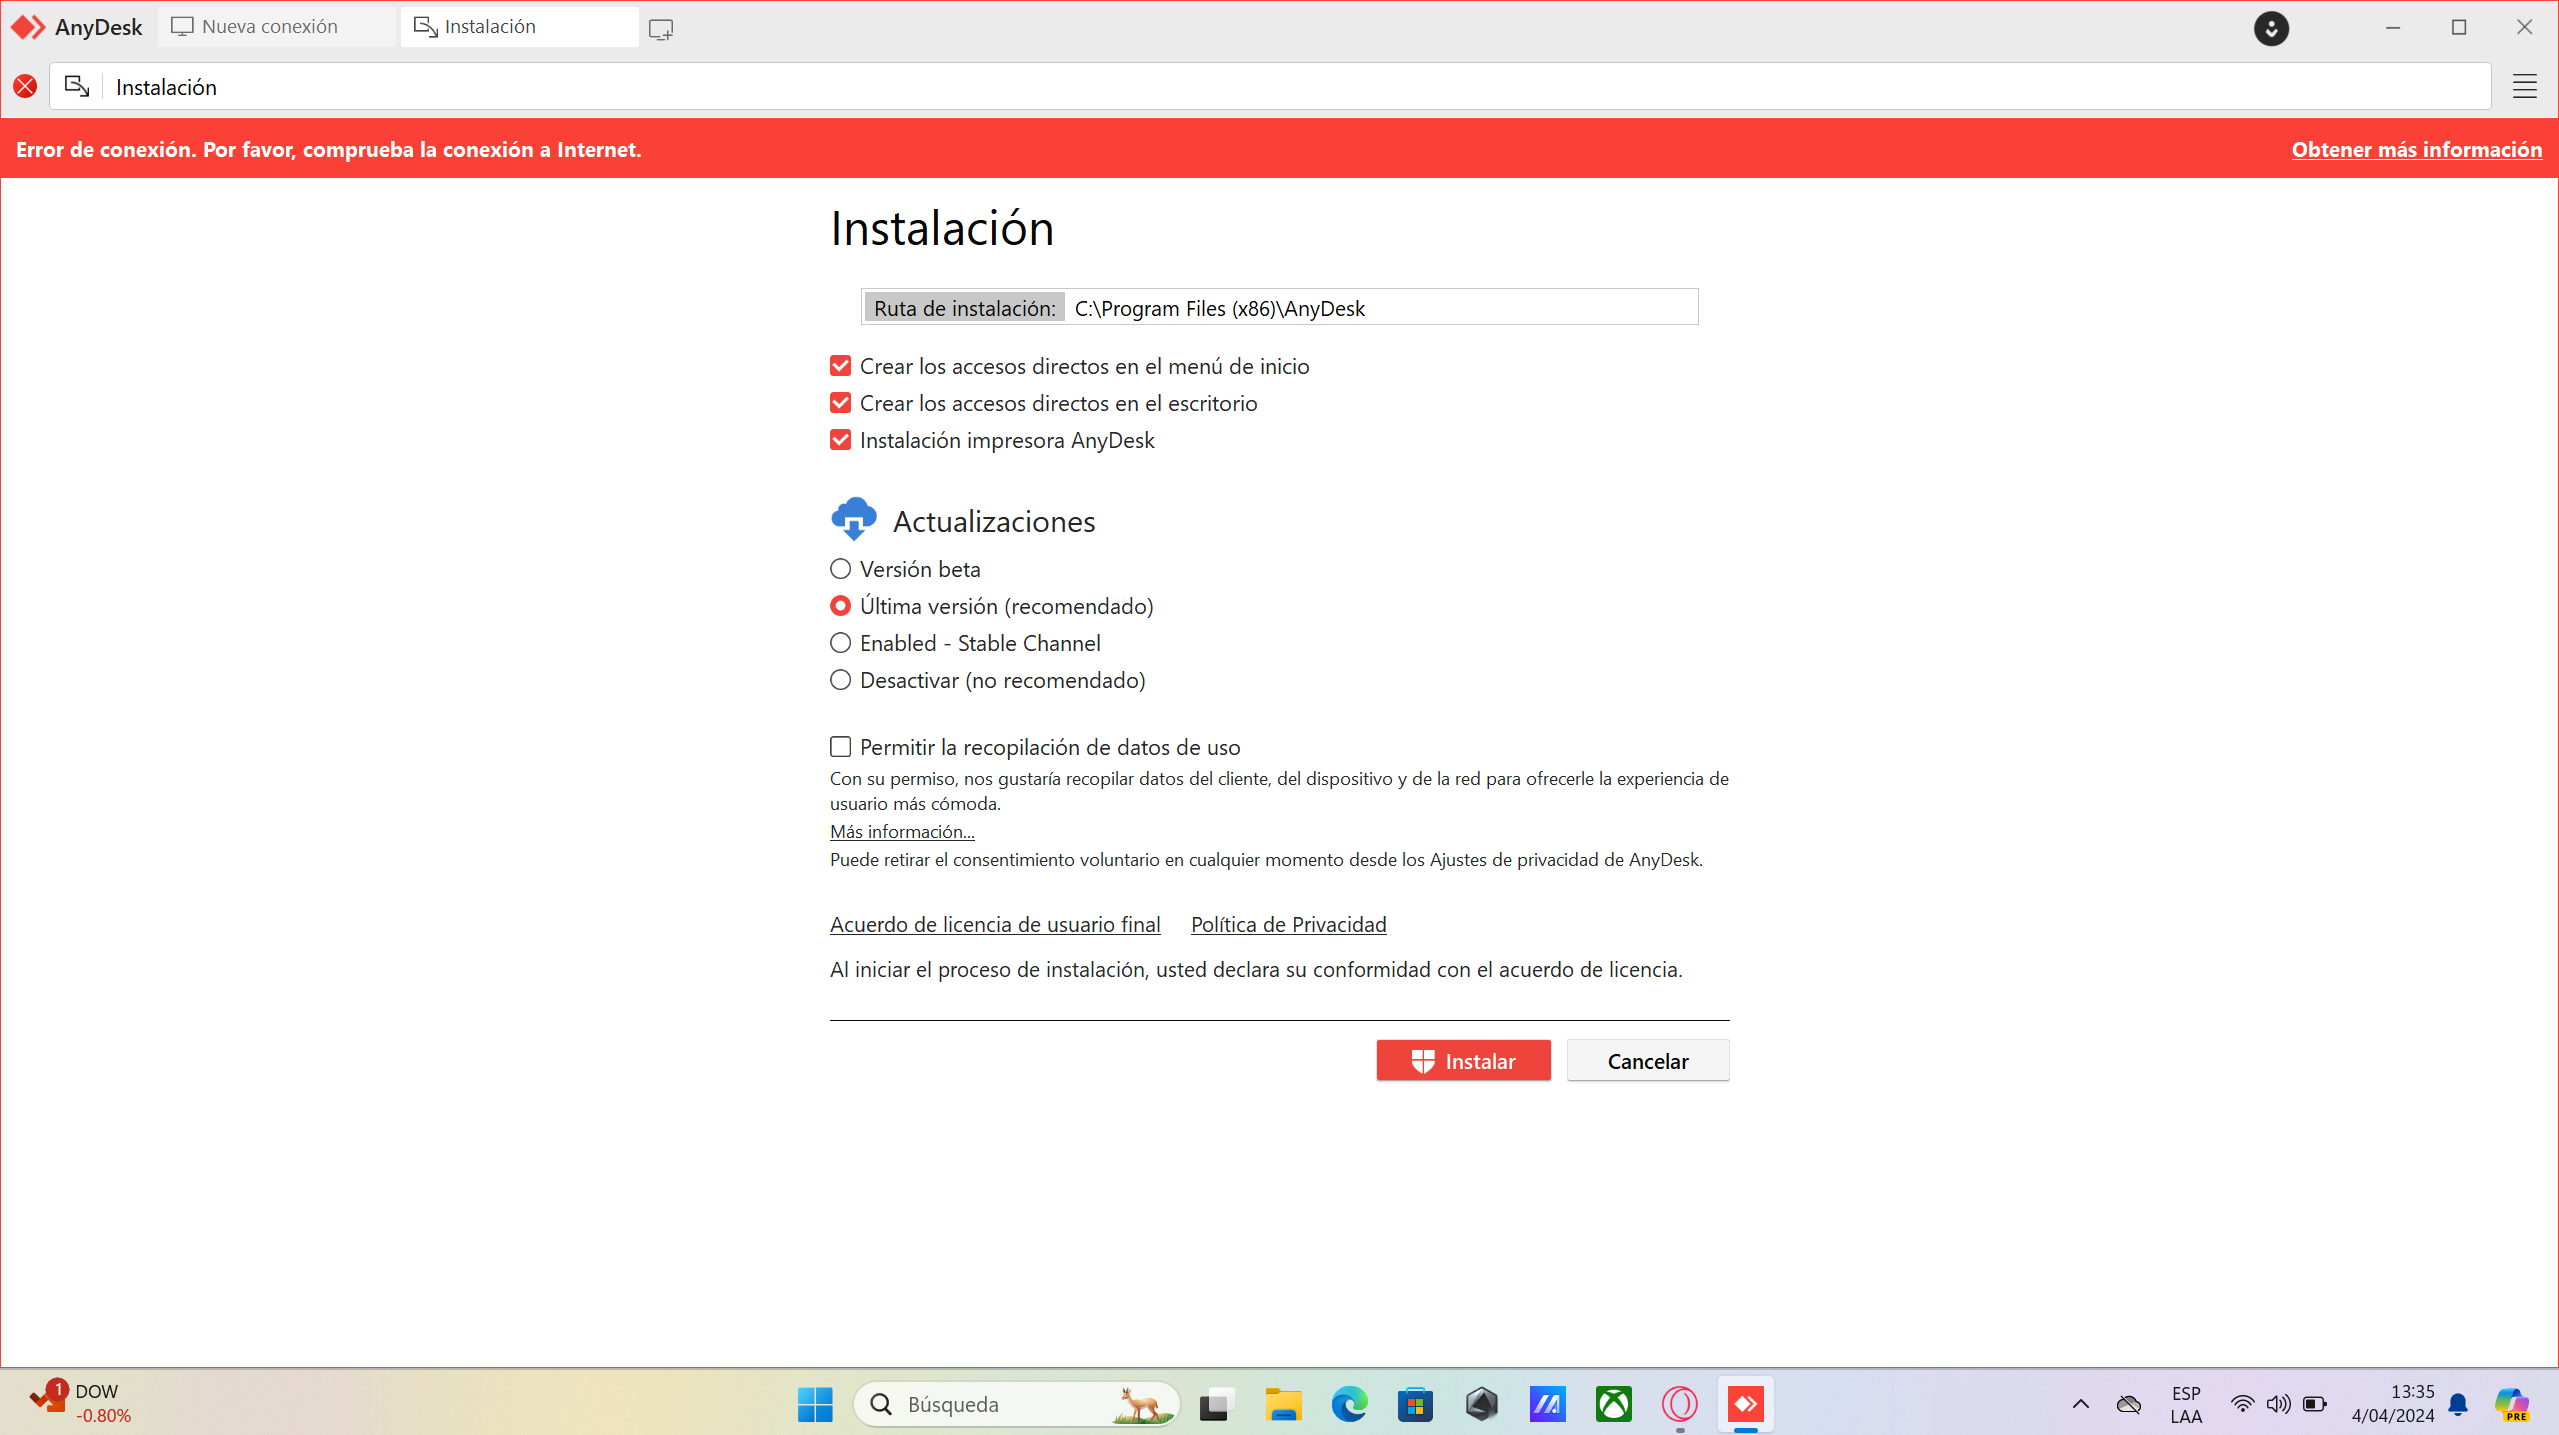 AnyDesk
Nueva conexión
Instalación
Instalación
Error de conexión. Por favor, comprueba la conexión a Internet.
Obtener más información
Instalación
Ruta de instalación: C:\Program Files (x86)\AnyDesk
Crear los accesos directos en el menú de inicio
Crear los accesos directos en el escritorio
Instalación impresora AnyDesk
Actualizaciones
Versión beta
Última versión (recomendado)
Enabled - Stable Channel
Desactivar (no recomendado)
Permitir la recopilación de datos de uso
Con su permiso, nos gustaría recopilar datos del cliente, del dispositivo y de la red para ofrecerle la experiencia de
usuario más cómoda.
Más información...
Puede retirar el consentimiento voluntario en cualquier momento desde los Ajustes de privacidad de AnyDesk.
Acuerdo de licencia de usuario final
Política de Privacidad
Al iniciar el proceso de instalación, usted declara su conformidad con el acuerdo de licencia.
Instalar
Cancelar
1
DOW
-0.80%
Búsqueda
ESP
LAA
13:35
4/04/2024
PRE